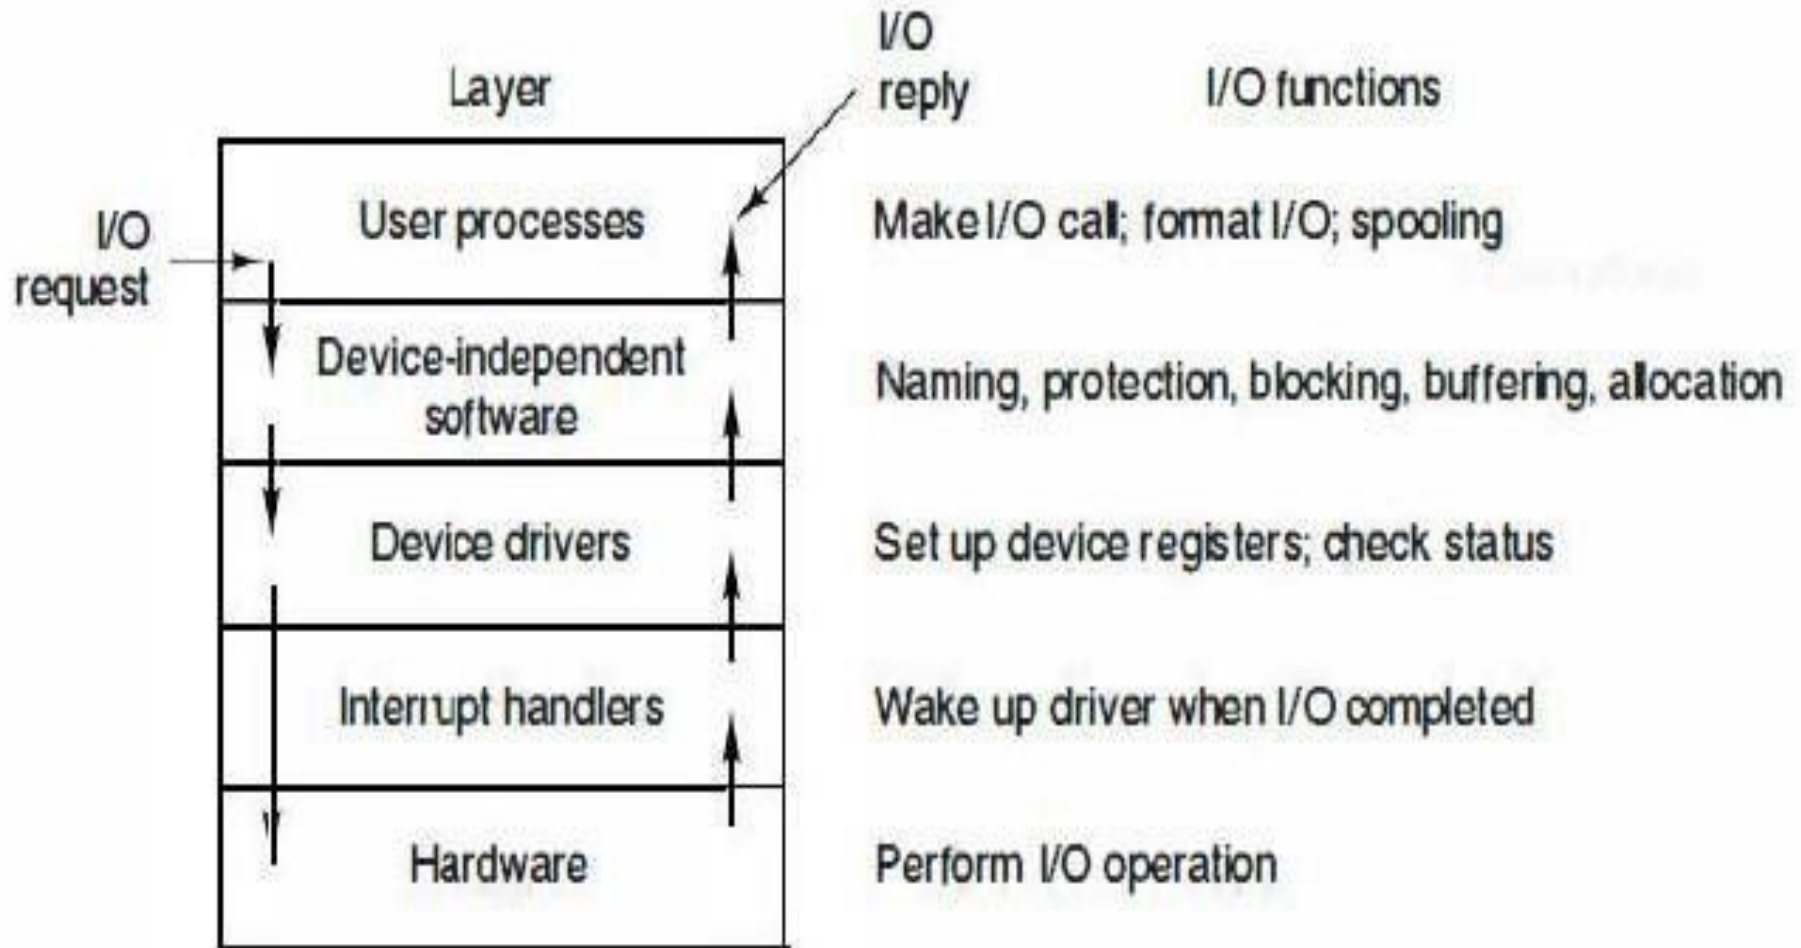 I/O
reply
Layer
I/O functions
User processes
Make I/O call; format I/O; spooling
I/O
request
Device-independent
software
Naming, protection, blocking, buffering, allocation
Device drivers
Set up device registers; check status
Interrupt handlers
Wake up driver when I/O completed
Hardware
Perform I/O operation